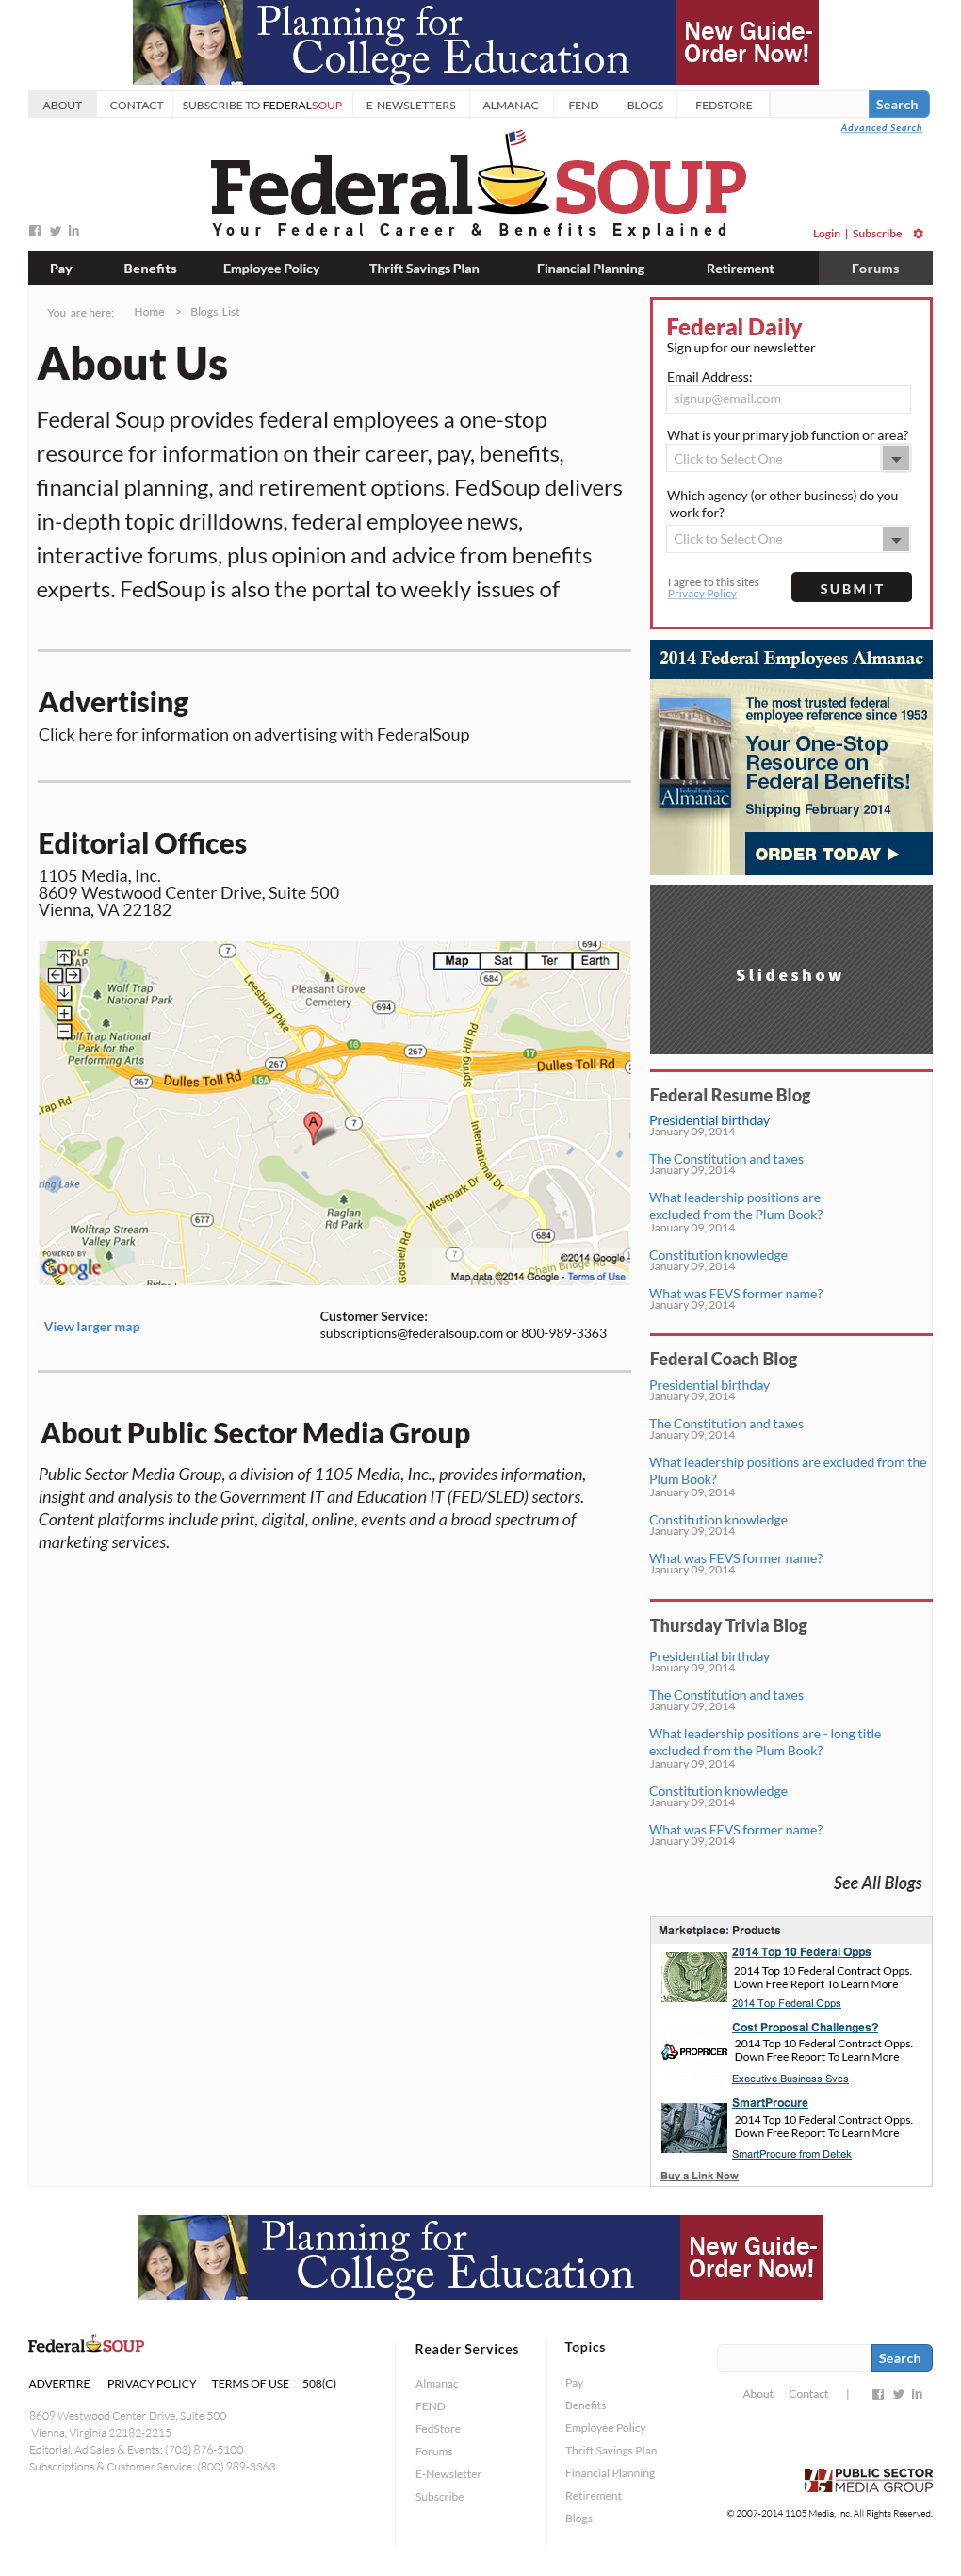 Planning for
College Education
New Guide-
Order Now!
ABOUT CONTACT SUBSCRIBE TO FEDERALSOUP E-NEWSLETTERS ALMANAC FEND BLOGS FEDSTORE Search
Advanced Search
Federal SOUP
Your Federal Career & Benefits Explained
Login | Subscribe
Pay Benefits Employee Policy Thrift Savings Plan Financial Planning Retirement Forums
You are here: Home > Blogs List
About Us
Federal Soup provides federal employees a one-stop
resource for information on their career, pay, benefits,
financial planning, and retirement options. FedSoup delivers
in-depth topic drilldowns, federal employee news,
interactive forums, plus opinion and advice from benefits
experts. FedSoup is also the portal to weekly issues of
Advertising
Click here for information on advertising with FederalSoup
Editorial Offices
1105 Media, Inc.
8609 Westwood Center Drive, Suite 500
Vienna, VA 22182
Map Sat Ter Earth
7
694
684
Pleasant Grove
Cemetery
Wolf Trap
National Park
Wolf Trap National
Park for the
Performing Arts
Leesburg Pike
694
16
267
17
267
Dulles Toll Rd
16A
Dulles Toll Rd
267
Spring Hill Rd
trap Rd
A
7
International Dr
Westpark Dr
ring Lake
677
Raglan
Rd Park
Wolftrap Stream
Valley Park
Gosnell Rd
684
7
Chain Bridge Rd
POWERED BY
Google
©2014 Google
Map data ©2014 Google - Terms of Use
View larger map
Customer Service:
subscriptions@federalsoup.com or 800-989-3363
About Public Sector Media Group
Public Sector Media Group, a division of 1105 Media, Inc., provides information,
insight and analysis to the Government IT and Education IT (FED/SLED) sectors.
Content platforms include print, digital, online, events and a broad spectrum of
marketing services.
Federal Daily
Sign up for our newsletter
Email Address:
signup@email.com
What is your primary job function or area?
Click to Select One
Which agency (or other business) do you
work for?
Click to Select One
I agree to this sites
Privacy Policy
SUBMIT
2014 Federal Employees Almanac
The most trusted federal
employee reference since 1953
Your One-Stop
Resource on
Federal Benefits!
Shipping February 2014
2014
Federal Employees
Almanac
ORDER TODAY
Slideshow
Federal Resume Blog
Presidential birthday
January 09, 2014
The Constitution and taxes
January 09, 2014
What leadership positions are
excluded from the Plum Book?
January 09, 2014
Constitution knowledge
January 09, 2014
What was FEVS former name?
January 09, 2014
Federal Coach Blog
Presidential birthday
January 09, 2014
The Constitution and taxes
January 09, 2014
What leadership positions are excluded from the
Plum Book?
January 09, 2014
Constitution knowledge
January 09, 2014
What was FEVS former name?
January 09, 2014
Thursday Trivia Blog
Presidential birthday
January 09, 2014
The Constitution and taxes
January 09, 2014
What leadership positions are - long title
excluded from the Plum Book?
January 09, 2014
Constitution knowledge
January 09, 2014
What was FEVS former name?
January 09, 2014
See All Blogs
Marketplace: Products
2014 Top 10 Federal Opps
2014 Top 10 Federal Contract Opps.
Down Free Report To Learn More
2014 Top Federal Opps
Cost Proposal Challenges?
PROPRICER
2014 Top 10 Federal Contract Opps.
Down Free Report To Learn More
Executive Business Svcs
SmartProcure
2014 Top 10 Federal Contract Opps.
Down Free Report To Learn More
SmartProcure from Deltek
Buy a Link Now
Planning for
College Education
New Guide-
Order Now!
Federal SOUP
ADVERTIRE PRIVACY POLICY TERMS OF USE 508(C)
8609 Westwood Center Drive, Suite 500
Vienna, Virginia 22182-2215
Editorial, Ad Sales & Events: (703) 876-5100
Subscriptions & Customer Service: (800) 989-3363
Reader Services
Almanac
FEND
FedStore
Forums
E-Newsletter
Subscribe
Topics
Pay
Benefits
Employee Policy
Thrift Savings Plan
Financial Planning
Retirement
Blogs
Search
About Contact |
PUBLIC SECTOR
MEDIA GROUP
© 2007-2014 1105 Media, Inc. All Rights Reserved.